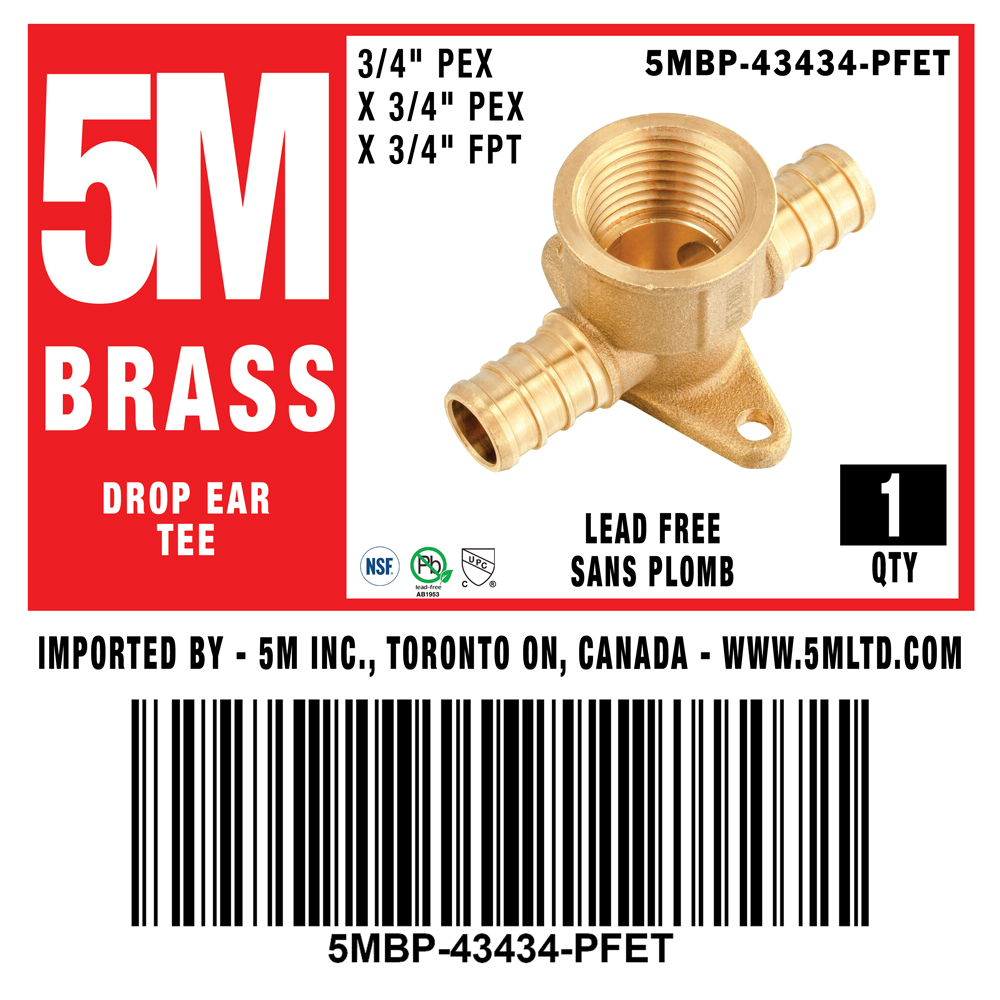 5M
BRASS
DROP EAR
TEE
3/4" PEX
X 3/4" PEX
X 3/4" FPT
5MBP-43434-PFET
LEAD FREE
SANS PLOMB
1
QTY
NSF.
Pb
lead-free
AB1953
UPC
C ®
IMPORTED BY - 5M INC., TORONTO ON, CANADA - WWW.5MLTD.COM
5MBP-43434-PFET